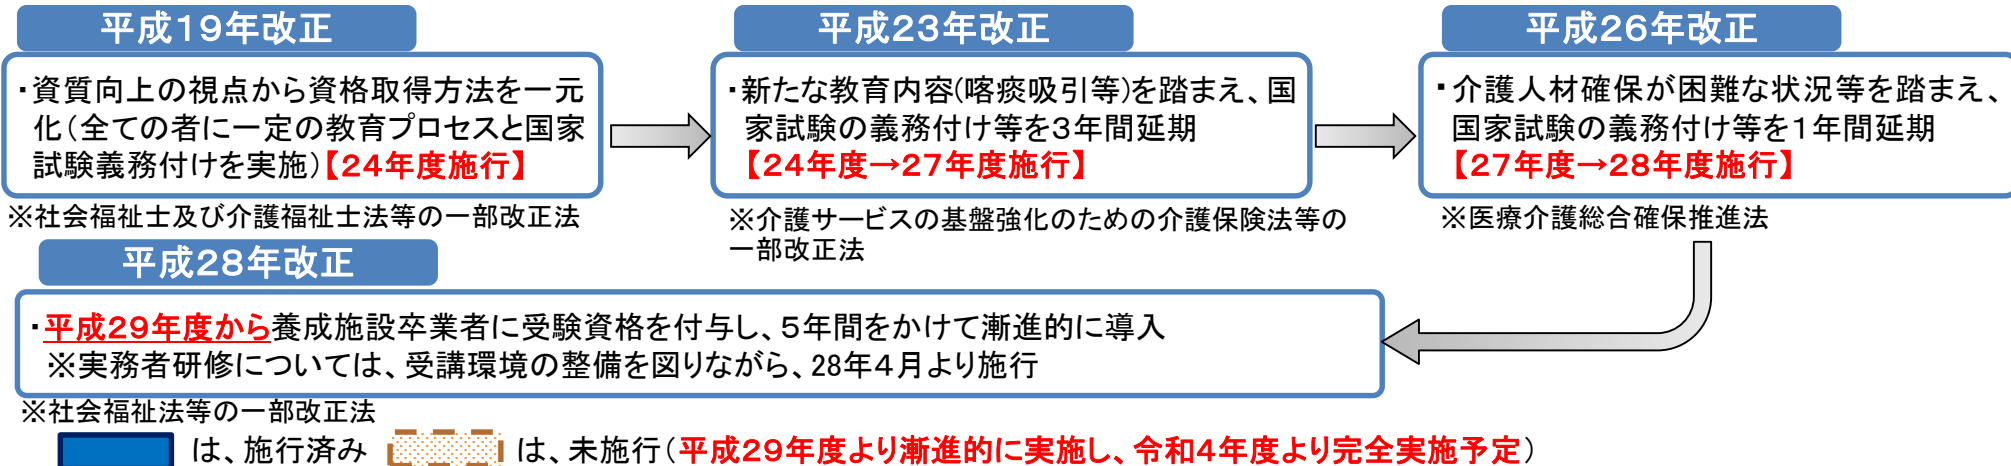 平成19年改正
・資質向上の視点から資格取得方法を一元
化(全ての者に一定の教育プロセスと国家
試験義務付けを実施)【24年度施行】
※社会福祉士及び介護福祉士法等の一部改正法
平成23年改正
・新たな教育内容(喀痰吸引等)を踏まえ、国
家試験の義務付け等を3年間延期
【24年度→27年度施行】
※介護サービスの基盤強化のための介護保険法等の
一部改正法
平成26年改正
・介護人材確保が困難な状況等を踏まえ、
国家試験の義務付け等を1年間延期
【27年度→28年度施行】
※医療介護総合確保推進法
平成28年改正
・平成29年度から養成施設卒業者に受験資格を付与し、5年間をかけて漸進的に導入
※実務者研修については、受講環境の整備を図りながら、28年4月より施行
※社会福祉法等の一部改正法
は、施行済み は、未施行(平成29年度より漸進的に実施し、令和4年度より完全実施予定)